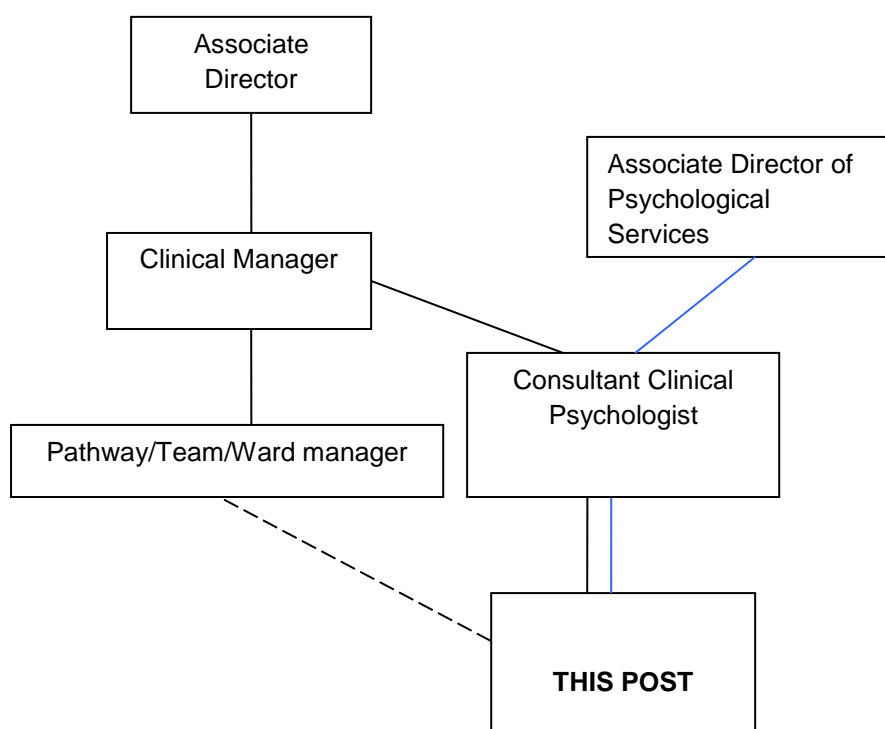 Associate
Director
Associate Director of
Psychological
Services
Clinical Manager
Consultant Clinical
Psychologist
Pathway/Team/Ward manager
THIS POST